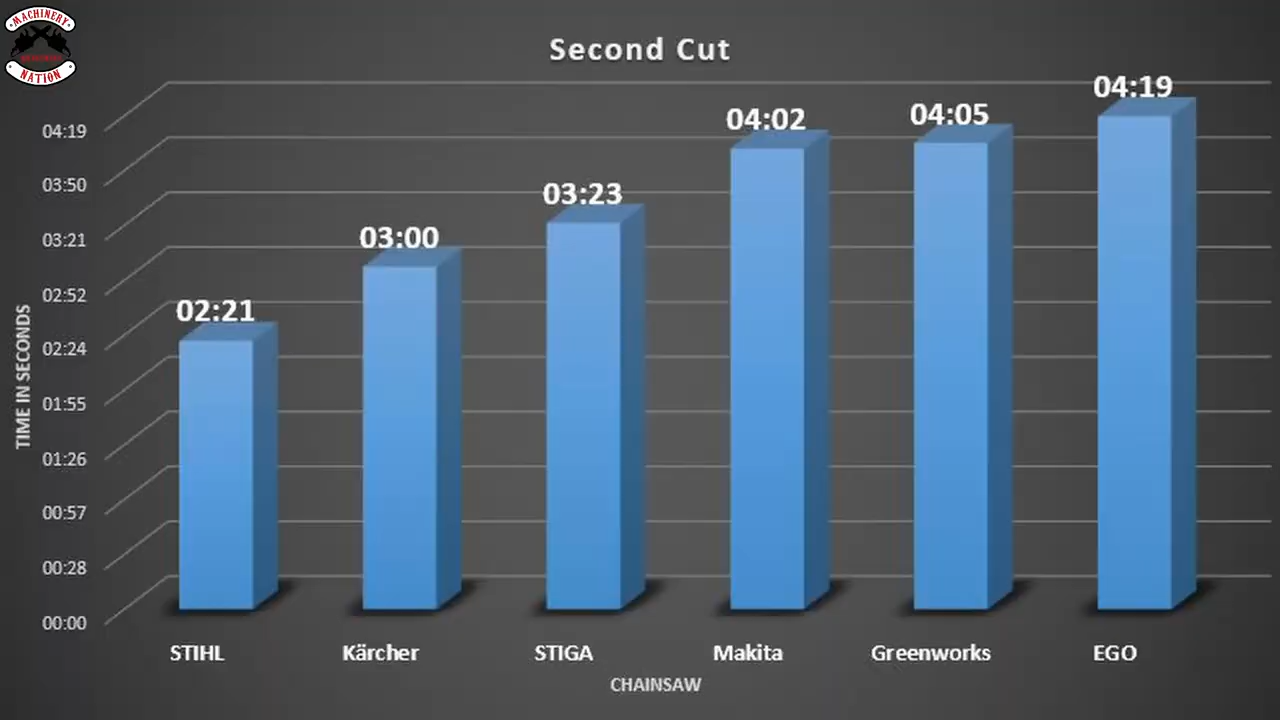 MACHINERY
NATION
Second Cut
04:19
03:50
03:21
02:52
02:24
01:55
01:26
00:57
00:28
00:00
TIME IN SECONDS
02:21
03:00
03:23
04:02
04:05
04:19
STIHL
Kärcher
STIGA
Makita
Greenworks
EGO
CHAINSAW